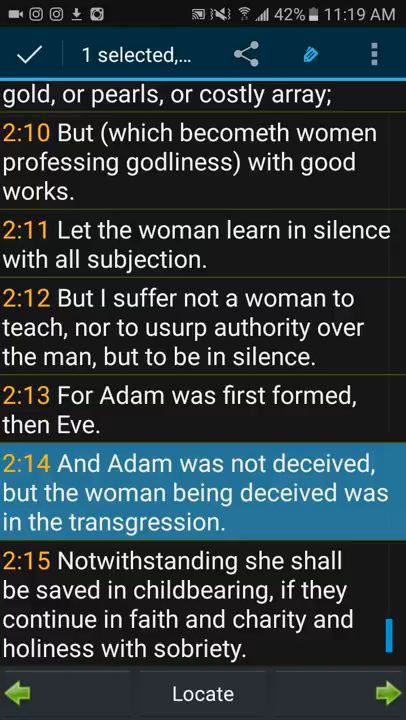 42% 11:19 AM
1 selected,...
gold, or pearls, or costly array;
2:10 But (which becometh women
professing godliness) with good
works.
2:11 Let the woman learn in silence
with all subjection.
2:12 But I suffer not a woman to
teach, nor to usurp authority over
the man, but to be in silence.
2:13 For Adam was first formed,
then Eve.
2:14 And Adam was not deceived,
but the woman being deceived was
in the transgression.
2:15 Notwithstanding she shall
be saved in childbearing, if they
continue in faith and charity and
holiness with sobriety.
Locate